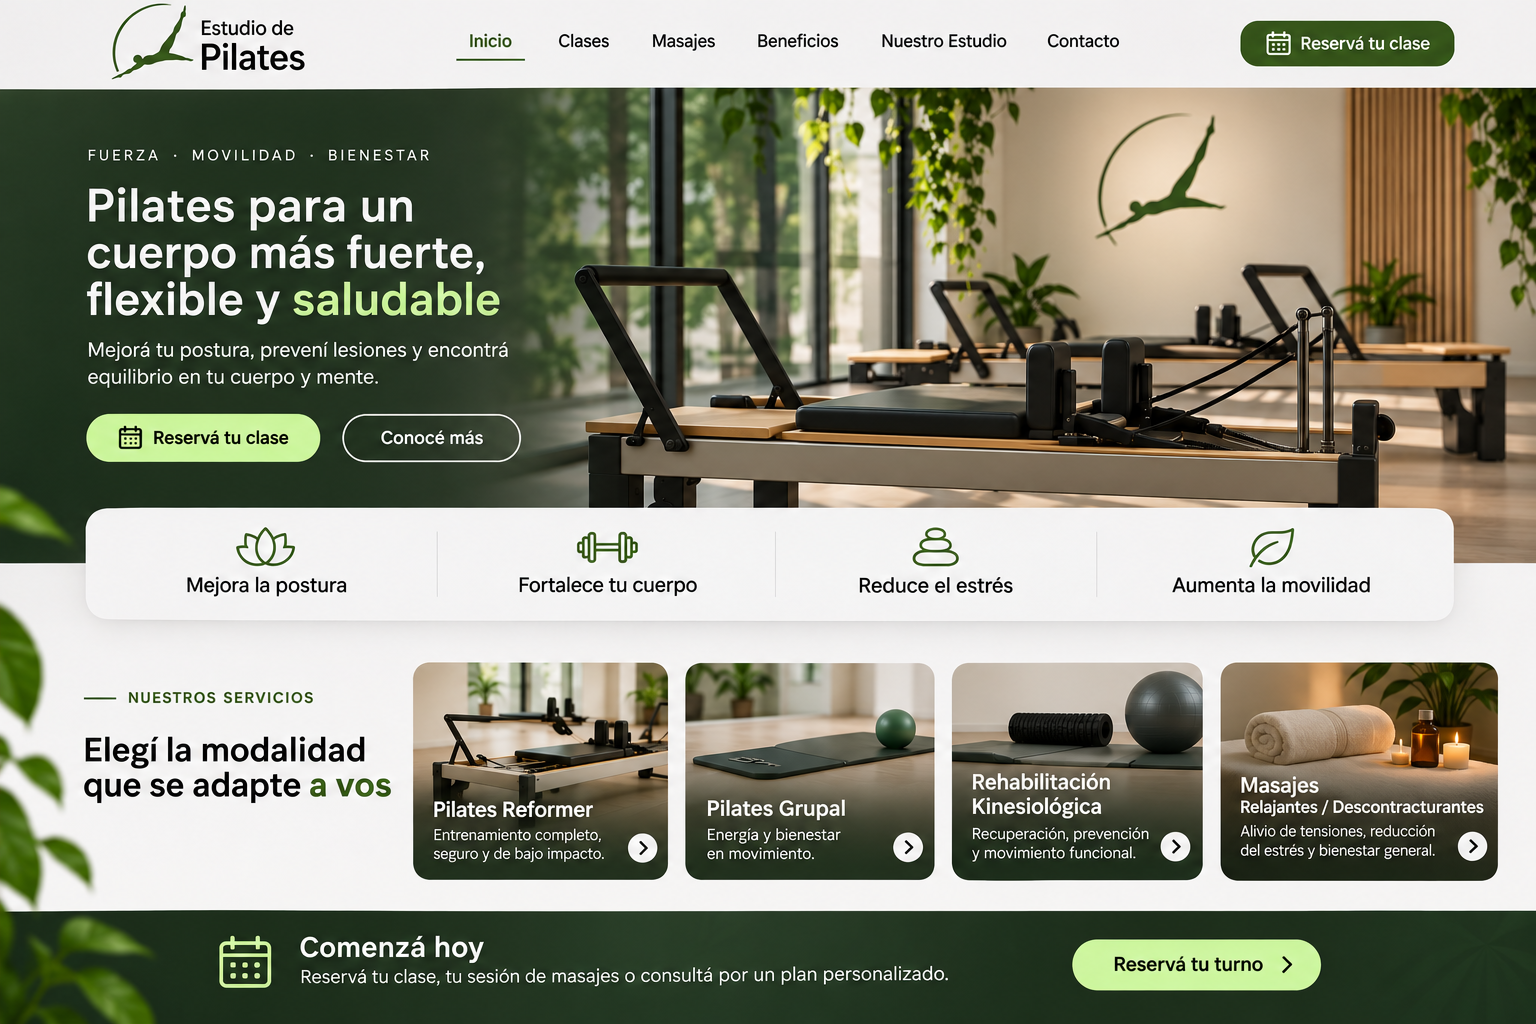 Estudio de
Pilates
Inicio
Clases
Masajes
Beneficios
Nuestro Estudio
Contacto
Reservá tu clase
FUERZA · MOVILIDAD · BIENESTAR
Pilates para un
cuerpo más fuerte,
flexible y saludable
Mejorá tu postura, prevení lesiones y encontrá
equilibrio en tu cuerpo y mente.
Reservá tu clase
Conocé más
Mejora la postura
Fortalece tu cuerpo
Reduce el estrés
Aumenta la movilidad
NUESTROS SERVICIOS
Elegí la modalidad
que se adapte a vos
Pilates Reformer
Entrenamiento completo,
seguro y de bajo impacto.
Pilates Grupal
Energía y bienestar
en movimiento.
Rehabilitación
Kinesiológica
Recuperación, prevención
y movimiento funcional.
Masajes
Relajantes / Descontracturantes
Alivio de tensiones, reducción
del estrés y bienestar general.
Comenzá hoy
Reservá tu clase, tu sesión de masajes o consultá por un plan personalizado.
Reservá tu turno